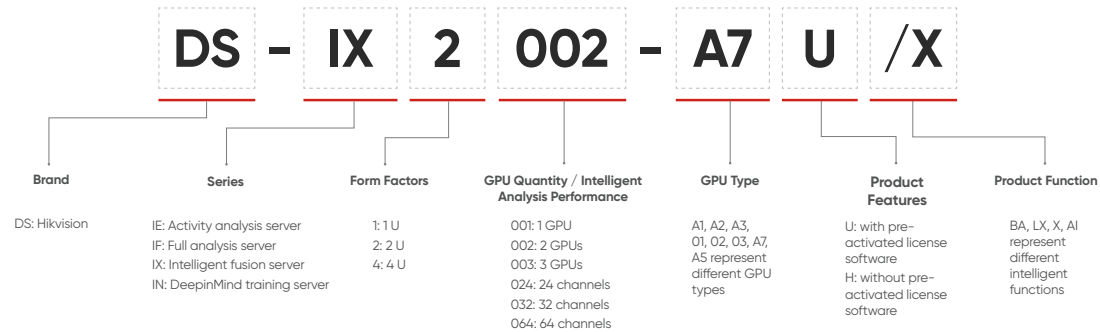 DS - IX 2 002 - A7 U /X
Brand
DS: Hikvision
Series
IE: Activity analysis server
IF: Full analysis server
IX: Intelligent fusion server
IN: DeepinMind training server
Form Factors
1: 1 U
2: 2 U
4: 4 U
GPU Quantity / Intelligent
Analysis Performance
001: 1 GPU
002: 2 GPUs
003: 3 GPUs
024: 24 channels
032: 32 channels
064: 64 channels
GPU Type
A1, A2, A3,
01, 02, 03, A7,
A5 represent
different GPU
types
Product
Features
U: with pre-
activated license
software
H: without pre-
activated license
software
Product Function
BA, LX, X, AI
represent
different
intelligent
functions